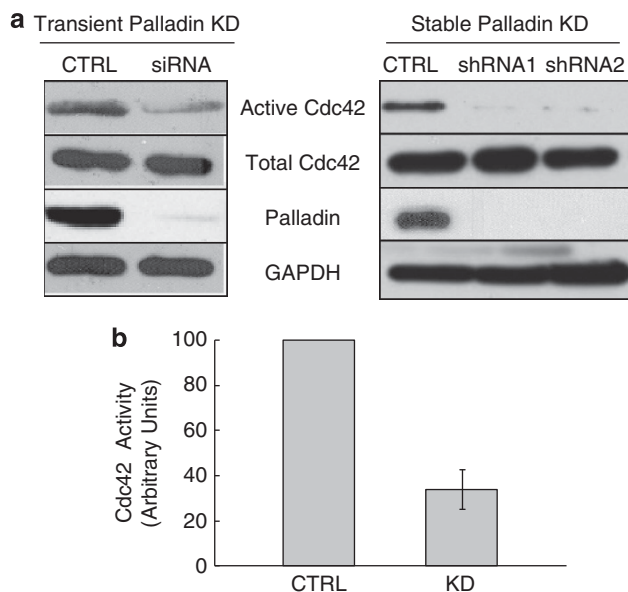 a Transient Palladin KD Stable Palladin KD
CTRL siRNA CTRL shRNA1 shRNA2
Active Cdc42
Total Cdc42
Palladin
GAPDH
b
100
80
60
40
20
0
Cdc42 Activity
(Arbitrary Units)
CTRL KD